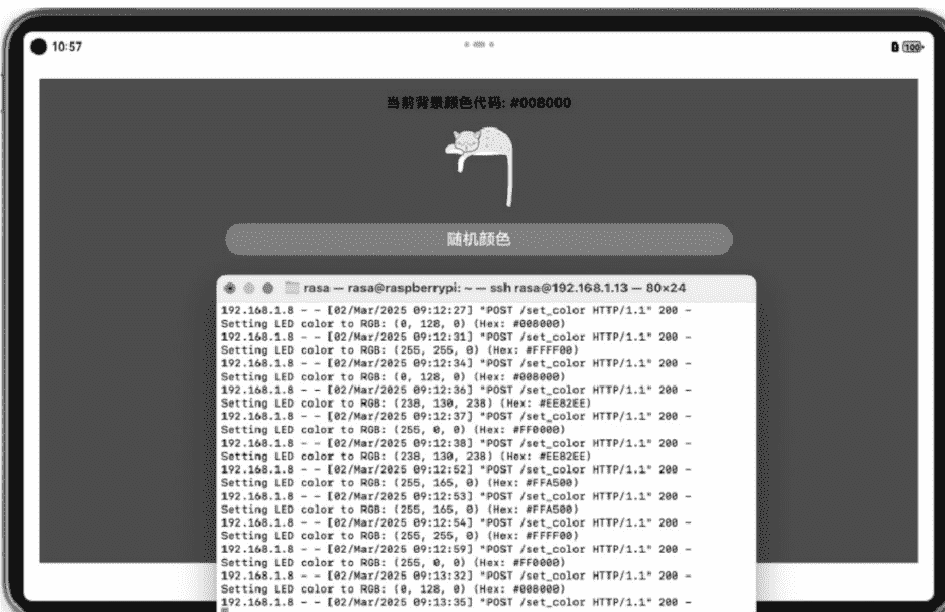 10:57
100
当前背景颜色代码: #008000
随机颜色
rasa — rasa@raspberrypi: ~ — ssh rasa@192.168.1.13 — 80×24
192.168.1.8 - - [02/Mar/2025 09:12:27] "POST /set_color HTTP/1.1" 200 -
Setting LED color to RGB: (0, 128, 0) (Hex: #008000)
192.168.1.8 - - [02/Mar/2025 09:12:31] "POST /set_color HTTP/1.1" 200 -
Setting LED color to RGB: (255, 255, 0) (Hex: #FFFF00)
192.168.1.8 - - [02/Mar/2025 09:12:34] "POST /set_color HTTP/1.1" 200 -
Setting LED color to RGB: (0, 128, 0) (Hex: #008000)
192.168.1.8 - - [02/Mar/2025 09:12:36] "POST /set_color HTTP/1.1" 200 -
Setting LED color to RGB: (238, 130, 238) (Hex: #EE82EE)
192.168.1.8 - - [02/Mar/2025 09:12:37] "POST /set_color HTTP/1.1" 200 -
Setting LED color to RGB: (255, 0, 0) (Hex: #FF0000)
192.168.1.8 - - [02/Mar/2025 09:12:38] "POST /set_color HTTP/1.1" 200 -
Setting LED color to RGB: (238, 130, 238) (Hex: #EE82EE)
192.168.1.8 - - [02/Mar/2025 09:12:52] "POST /set_color HTTP/1.1" 200 -
Setting LED color to RGB: (255, 165, 0) (Hex: #FFA500)
192.168.1.8 - - [02/Mar/2025 09:12:53] "POST /set_color HTTP/1.1" 200 -
Setting LED color to RGB: (255, 165, 0) (Hex: #FFA500)
192.168.1.8 - - [02/Mar/2025 09:12:54] "POST /set_color HTTP/1.1" 200 -
Setting LED color to RGB: (255, 255, 0) (Hex: #FFFF00)
192.168.1.8 - - [02/Mar/2025 09:12:59] "POST /set_color HTTP/1.1" 200 -
Setting LED color to RGB: (255, 0, 0) (Hex: #FF0000)
192.168.1.8 - - [02/Mar/2025 09:13:32] "POST /set_color HTTP/1.1" 200 -
Setting LED color to RGB: (0, 128, 0) (Hex: #008000)
192.168.1.8 - - [02/Mar/2025 09:13:35] "POST /set_color HTTP/1.1" 200 -